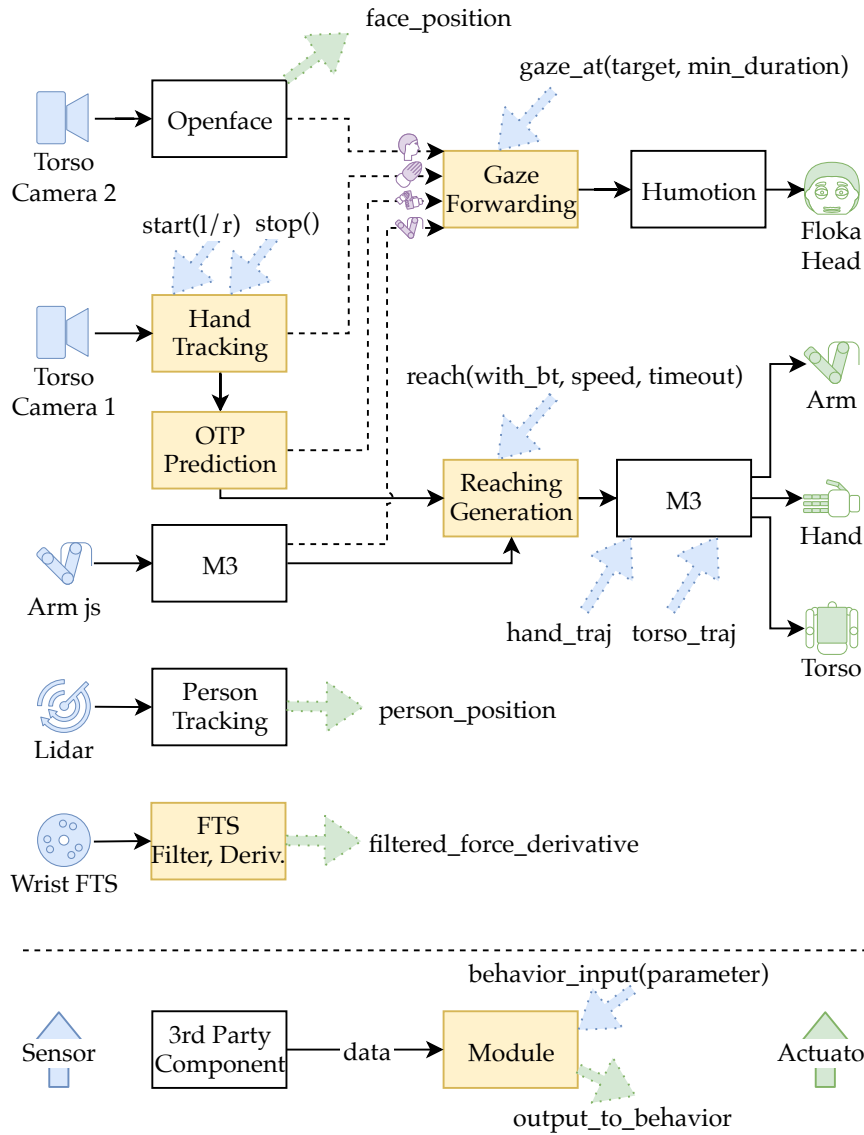 face_position
gaze_at(target, min_duration)
Openface
Torso
Camera 2
Gaze
Forwarding
Humotion
Floka
Head
start(l/r)
stop()
Hand
Tracking
Torso
Camera 1
reach(with_bt, speed, timeout)
Arm
OTP
Prediction
Reaching
Generation
M3
Hand
M3
Arm js
hand_traj
torso_traj
Torso
Person
Tracking
person_position
Lidar
FTS
Filter, Deriv.
filtered_force_derivative
Wrist FTS
behavior_input(parameter)
Sensor
3rd Party
Component
data
Module
Actuato
output_to_behavior